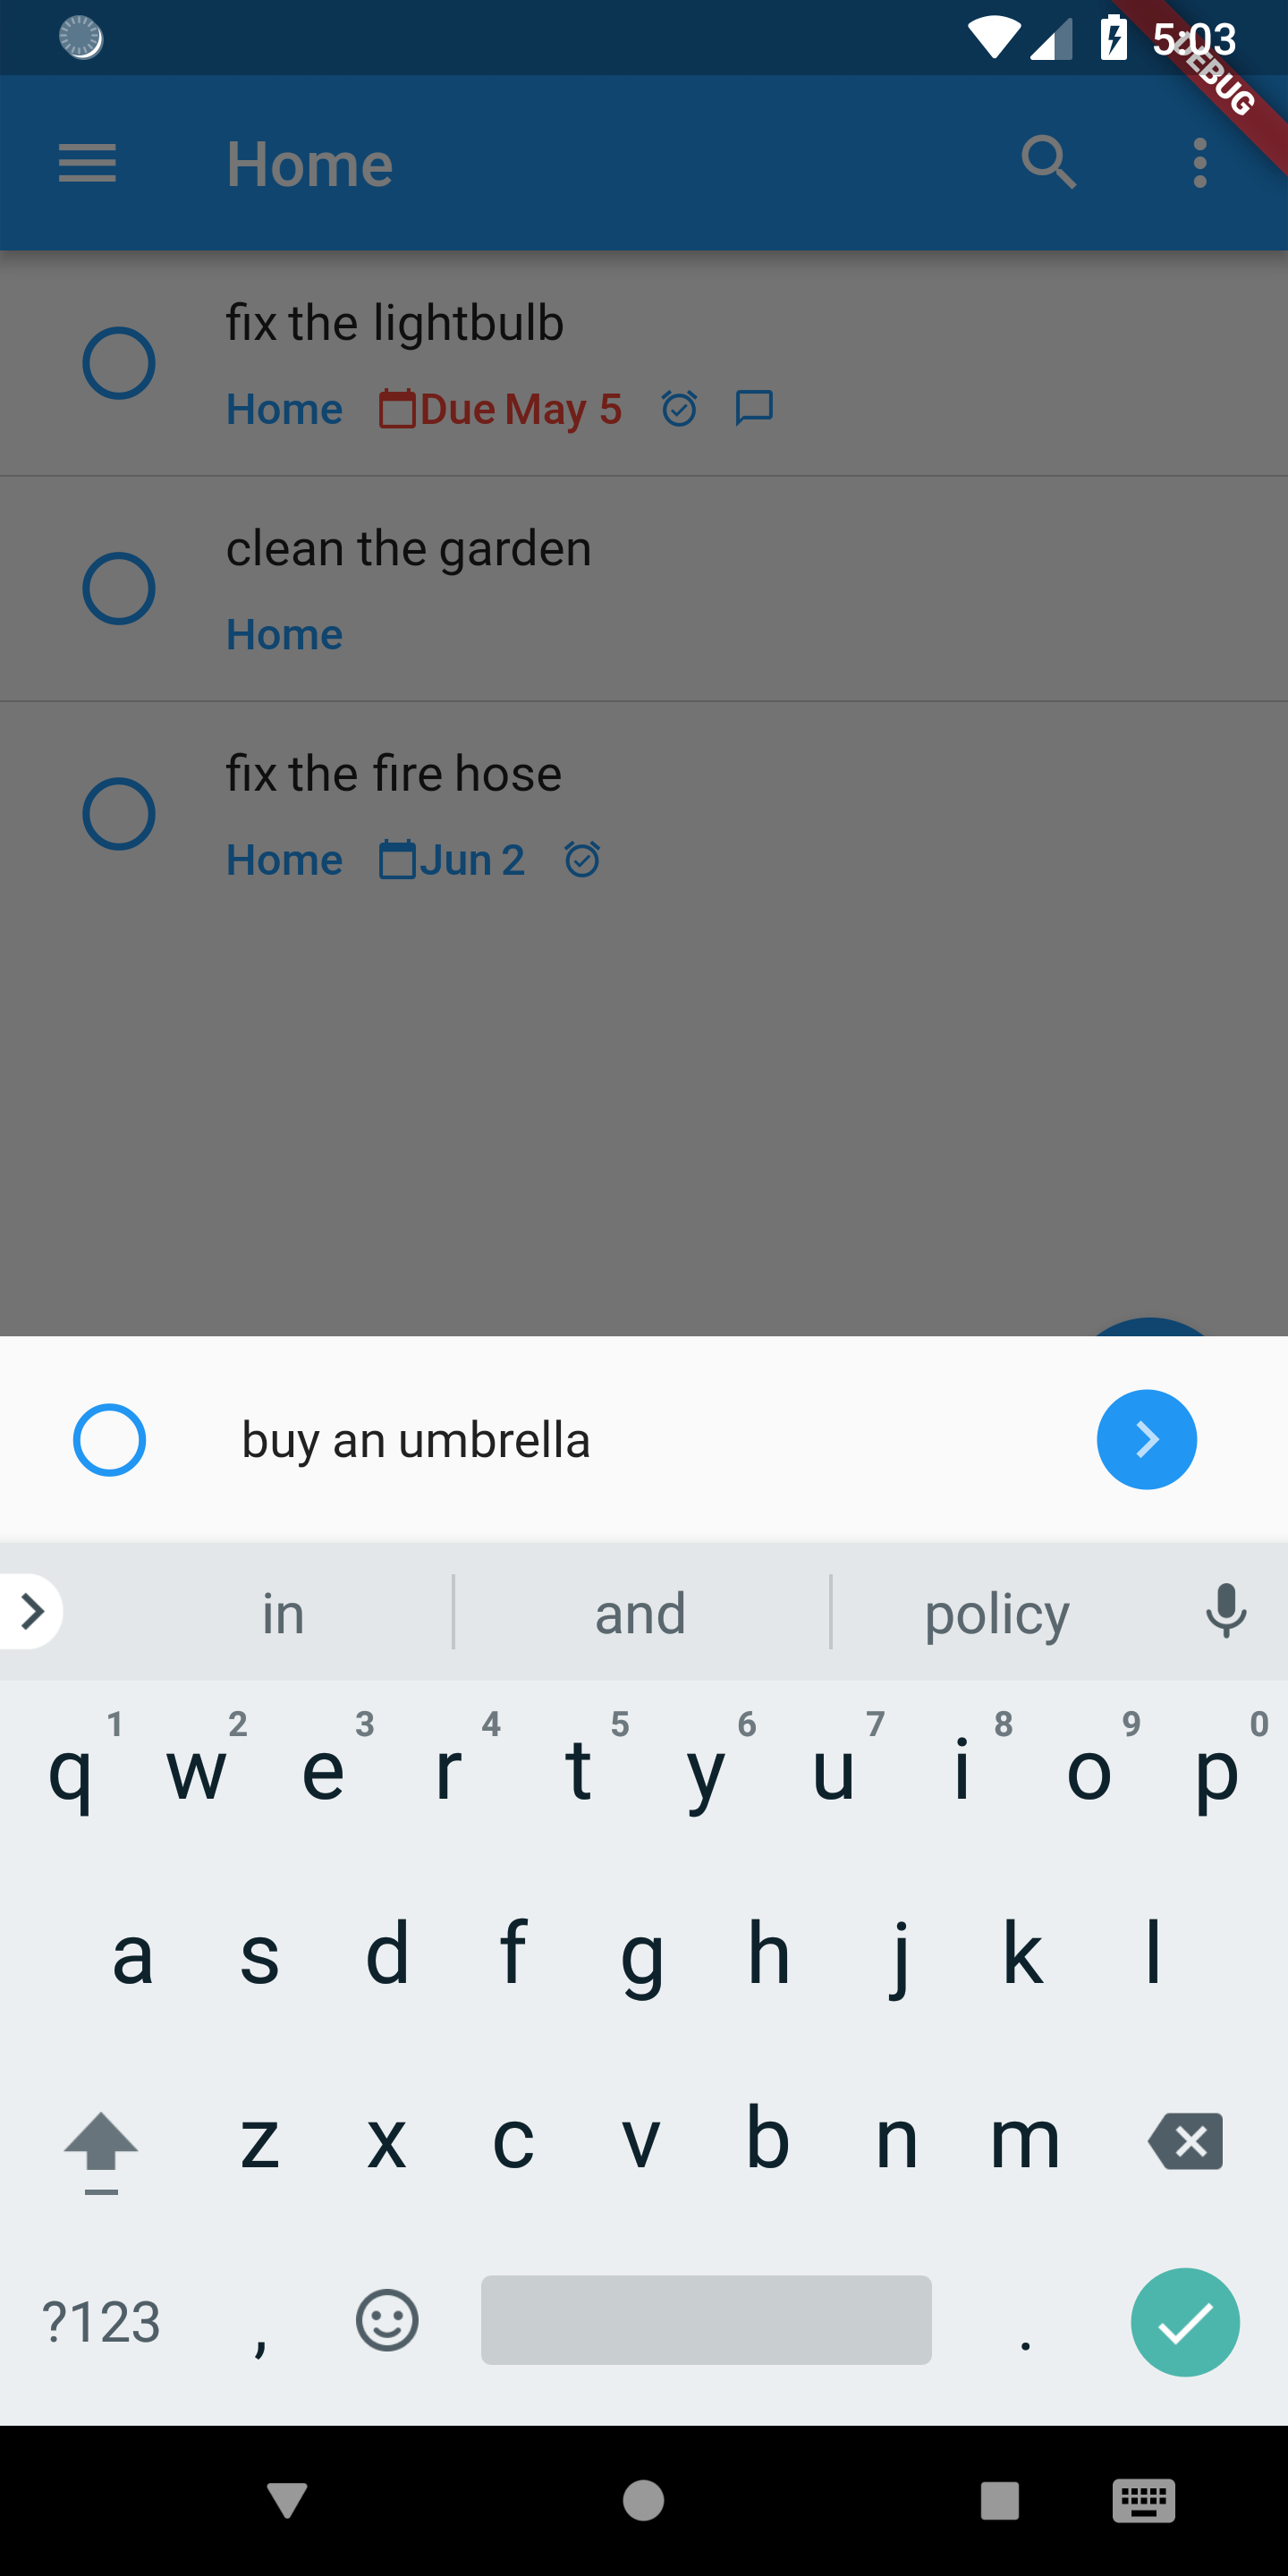 5:03
DEBUG
Home
fix the lightbulb
Home Due May 5
clean the garden
Home
fix the fire hose
Home Jun 2
buy an umbrella
in and policy
1 2 3 4 5 6 7 8 9 0
q w e r t y u i o p
a s d f g h j k l
z x c v b n m
?123 , .